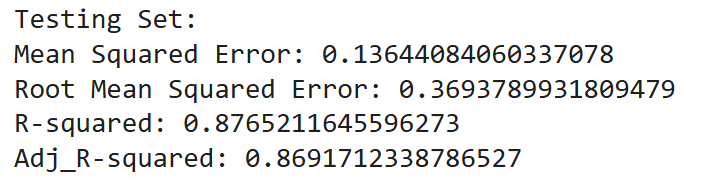 Testing Set:
Mean Squared Error: 0.13644084060337078
Root Mean Squared Error: 0.3693789931809479
R-squared: 0.8765211645596273
Adj_R-squared: 0.8691712338786527